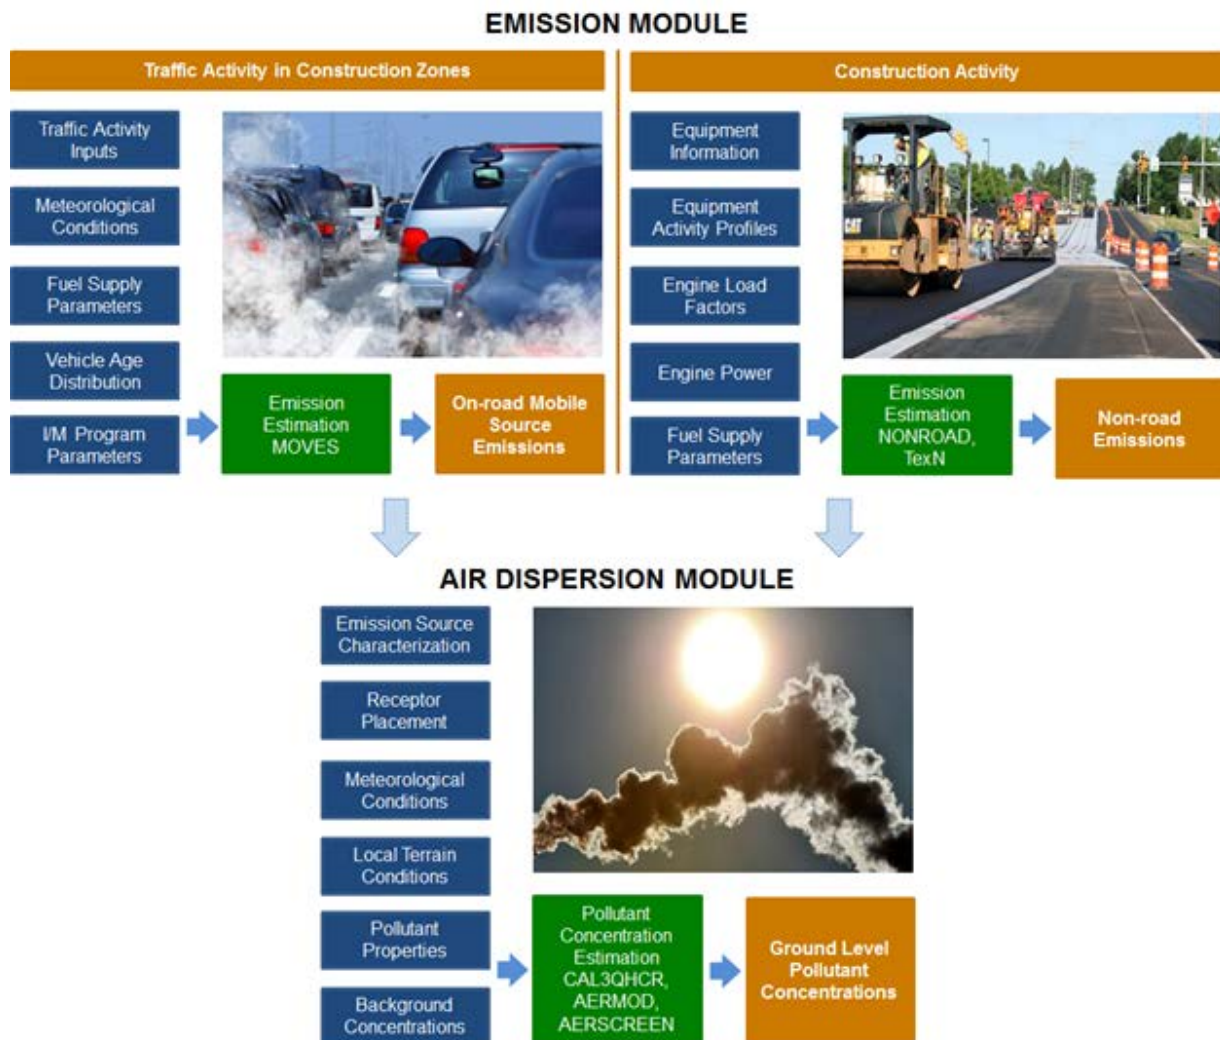 EMISSION MODULE
Traffic Activity in Construction Zones
Traffic Activity
Inputs
Meteorological
Conditions
Fuel Supply
Parameters
Vehicle Age
Distribution
I/M Program
Parameters
Emission
Estimation
MOVES
On-road Mobile
Source
Emissions
Construction Activity
Equipment
Information
Equipment
Activity Profiles
Engine Load
Factors
Engine Power
Fuel Supply
Parameters
CAT
Emission
Estimation
NONROAD,
TexN
Non-road
Emissions
AIR DISPERSION MODULE
Emission Source
Characterization
Receptor
Placement
Meteorological
Conditions
Local Terrain
Conditions
Pollutant
Properties
Background
Concentrations
Pollutant
Concentration
Estimation
CAL3QHCR,
AERMOD,
AERSCREEN
Ground Level
Pollutant
Concentrations